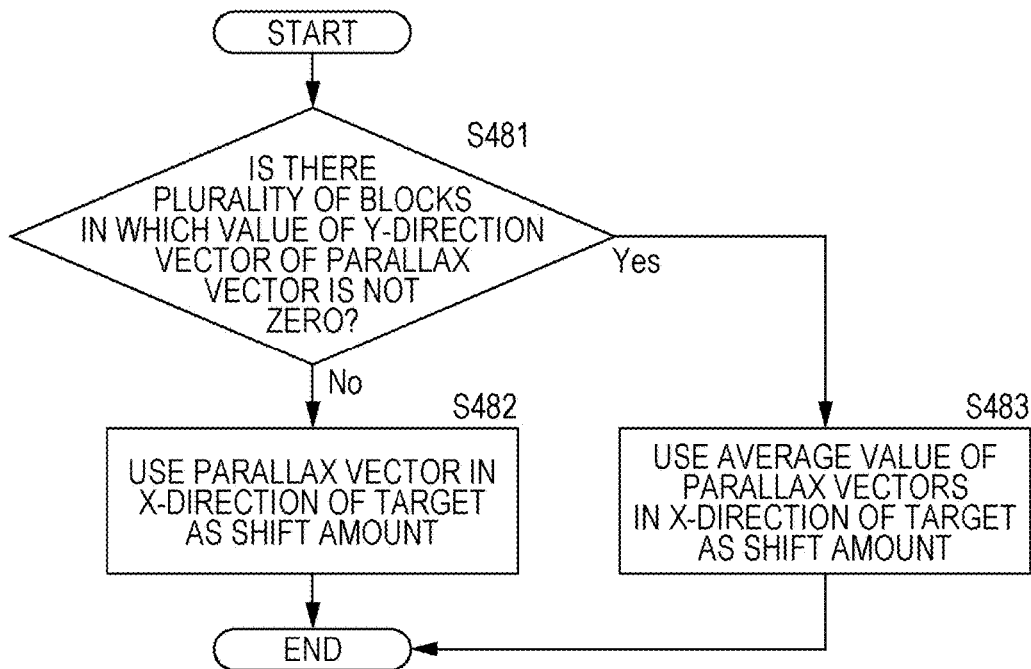 START
S481
IS THERE
PLURALITY OF BLOCKS
IN WHICH VALUE OF Y-DIRECTION
VECTOR OF PARALLAX
VECTOR IS NOT
ZERO?
Yes
No
S482
USE PARALLAX VECTOR IN
X-DIRECTION OF TARGET
AS SHIFT AMOUNT
S483
USE AVERAGE VALUE OF
PARALLAX VECTORS
IN X-DIRECTION OF TARGET
AS SHIFT AMOUNT
END